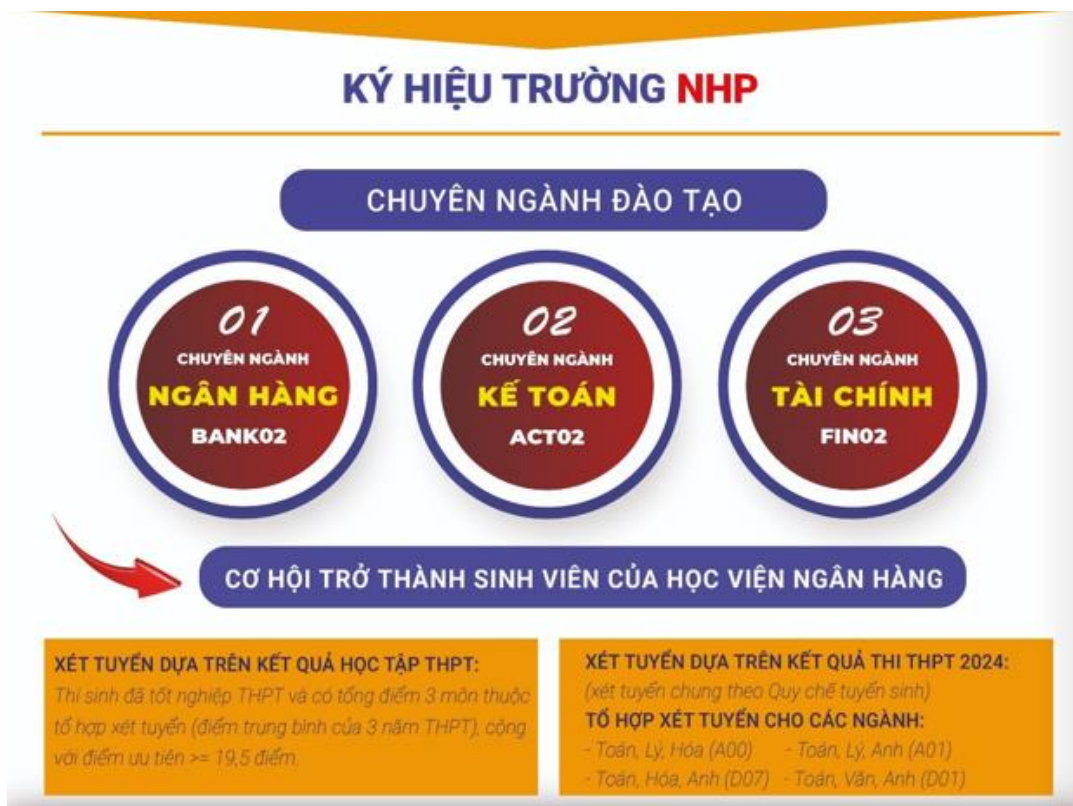 KÝ HIỆU TRƯỜNG NHP
CHUYÊN NGÀNH ĐÀO TẠO
01
CHUYÊN NGÀNH
NGÂN HÀNG
BANK02
02
CHUYÊN NGÀNH
KẾ TOÁN
ACT02
03
CHUYÊN NGÀNH
TÀI CHÍNH
FIN02
CƠ HỘI TRỞ THÀNH SINH VIÊN CỦA HỌC VIỆN NGÂN HÀNG
XÉT TUYỂN DỰA TRÊN KẾT QUẢ HỌC TẬP THPT:
Thí sinh đã tốt nghiệp THPT và có tổng điểm 3 môn thuộc
tổ hợp xét tuyển (điểm trung bình của 3 năm THPT), cộng
với điểm ưu tiên >= 19,5 điểm.
XÉT TUYỂN DỰA TRÊN KẾT QUẢ THI THPT 2024:
(xét tuyển chung theo Quy chế tuyển sinh)
TỔ HỢP XÉT TUYỂN CHO CÁC NGÀNH:
- Toán, Lý, Hóa (A00) - Toán, Lý, Anh (A01)
- Toán, Hóa, Anh (D07) - Toán, Văn, Anh (D01)